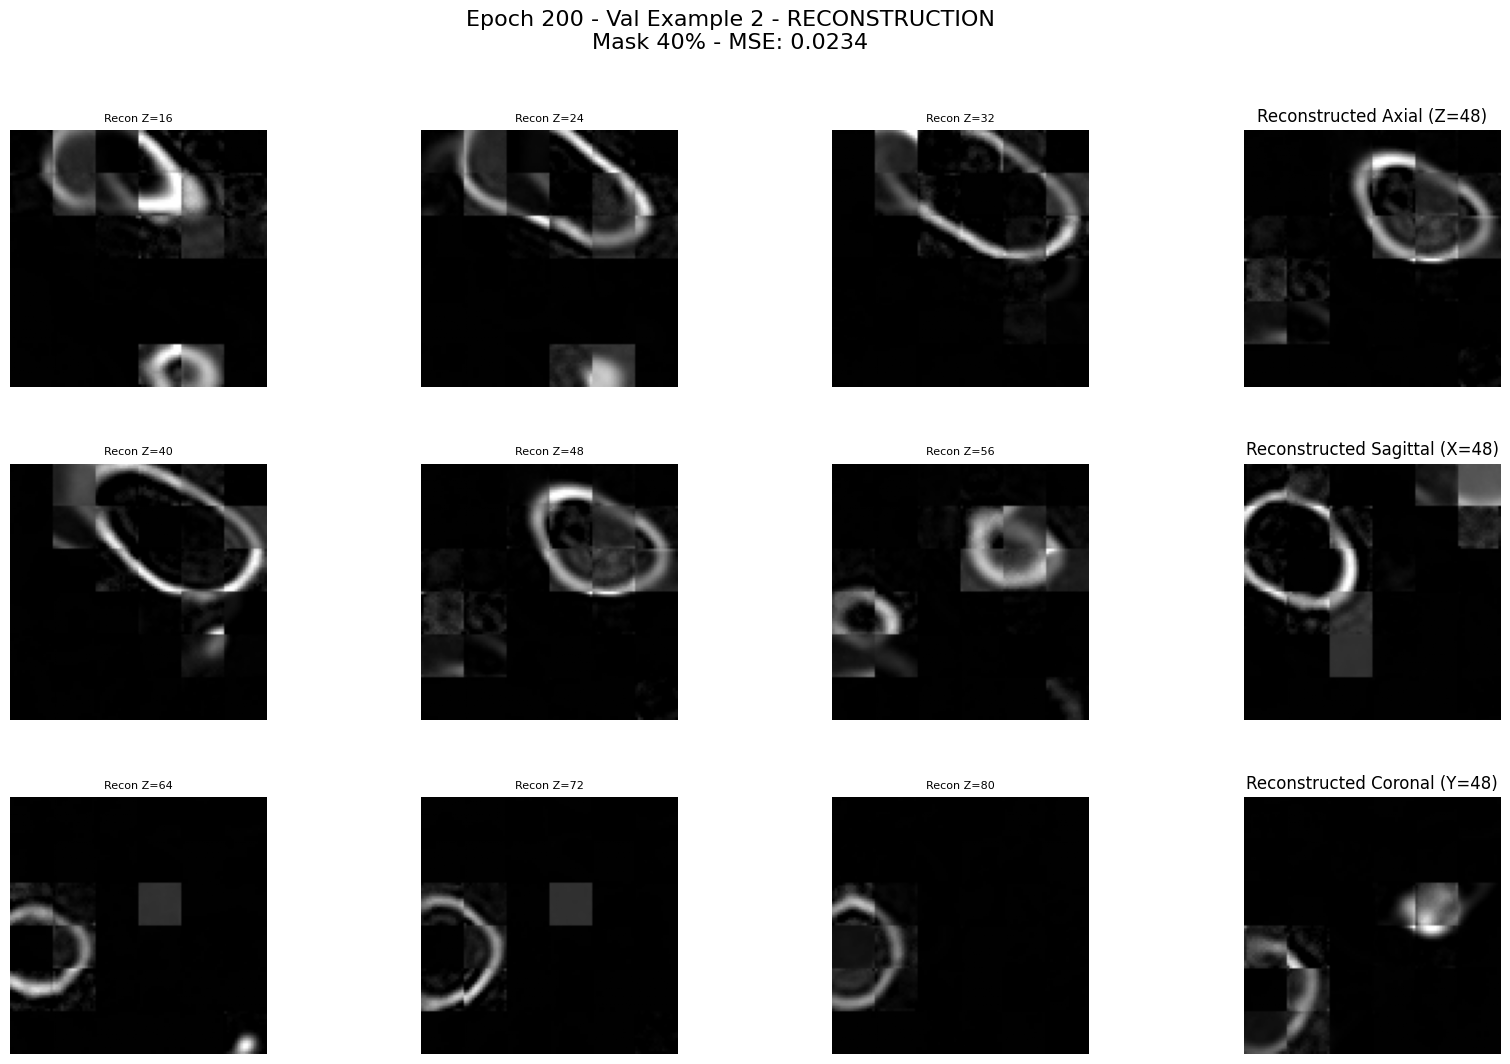 Epoch 200 - Val Example 2 - RECONSTRUCTION
Mask 40% - MSE: 0.0234
Recon Z=16
Recon Z=24
Recon Z=32
Reconstructed Axial (Z=48)
Recon Z=40
Recon Z=48
Recon Z=56
Reconstructed Sagittal (X=48)
Recon Z=64
Recon Z=72
Recon Z=80
Reconstructed Coronal (Y=48)